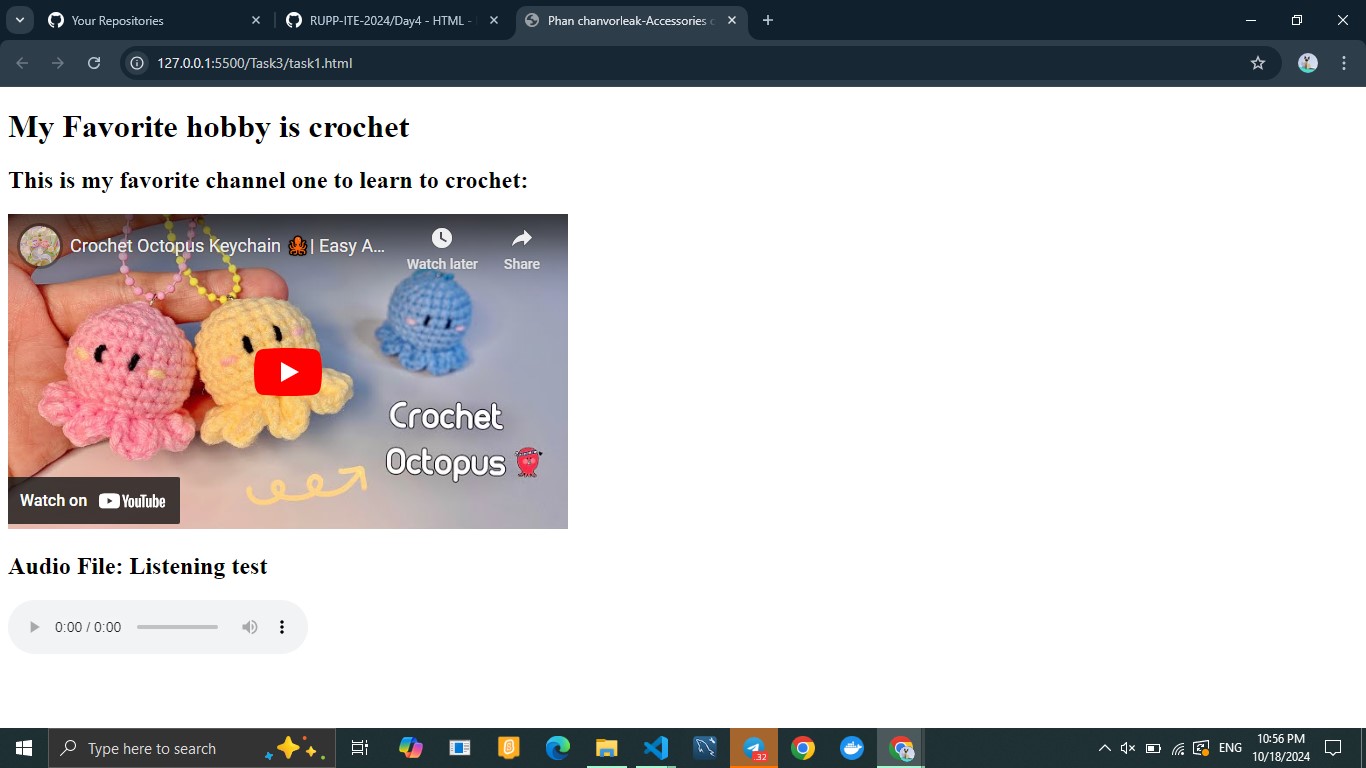 Your Repositories
RUPP-ITE-2024/Day4 - HTML -
Phan chanvorleak-Accessories
127.0.0.1:5500/Task3/task1.html
My Favorite hobby is crochet
This is my favorite channel one to learn to crochet:
Crochet Octopus Keychain 🐙| Easy A...
Watch later
Share
Crochet
Octopus
Watch on YouTube
Audio File: Listening test
0:00 / 0:00
Type here to search
32
ENG
10:56 PM
10/18/2024